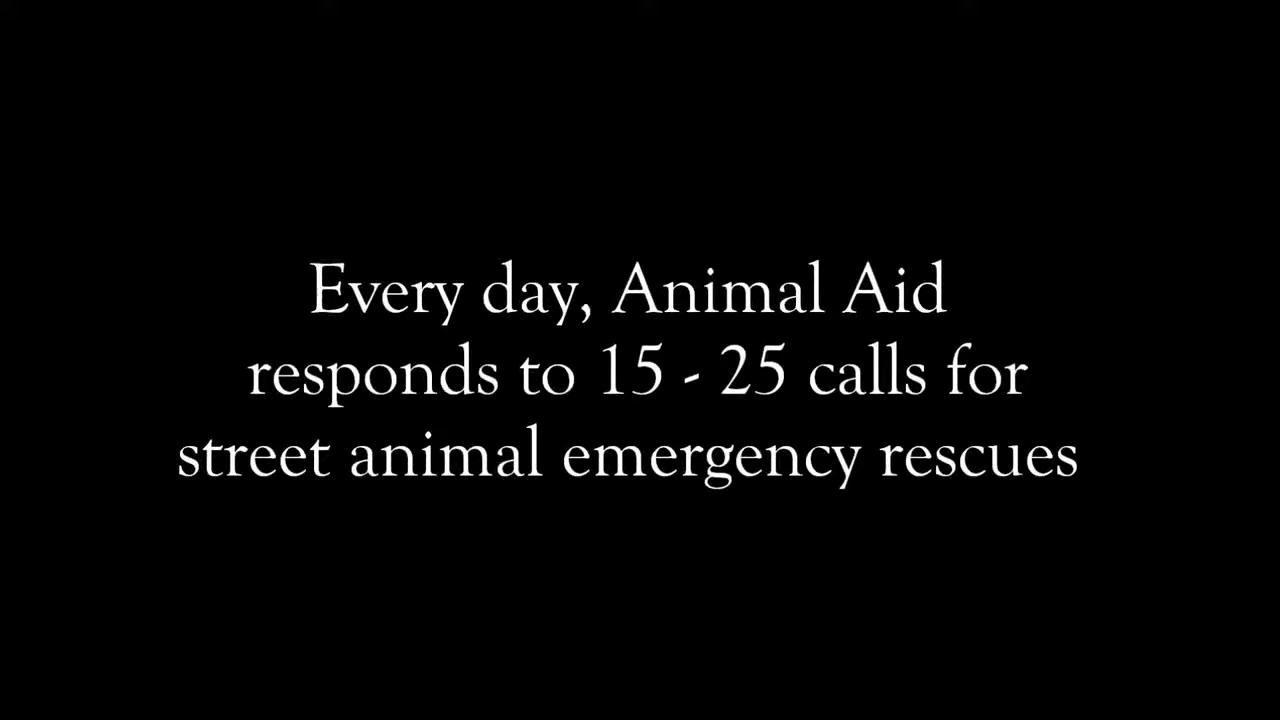 Every day, Animal Aid
responds to 15 - 25 calls for
street animal emergency rescues